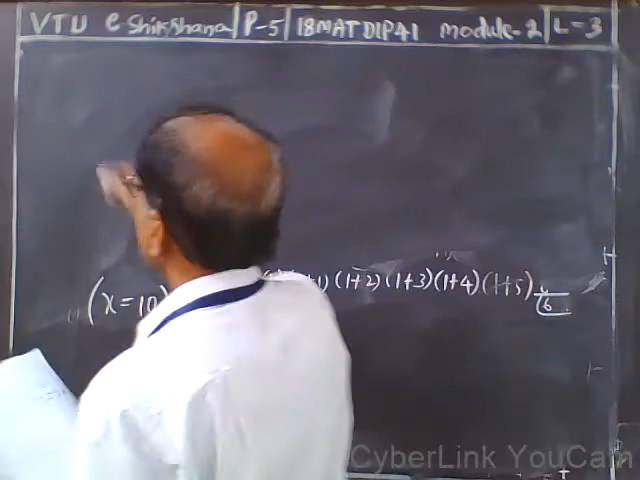 VTU e-Shikshana | P-5 | 18MATDIP41 Module-2 | L-3
(x = 10 +1) (1+2) (1+3) (1+4) (1+5)
6
CyberLink YouCam